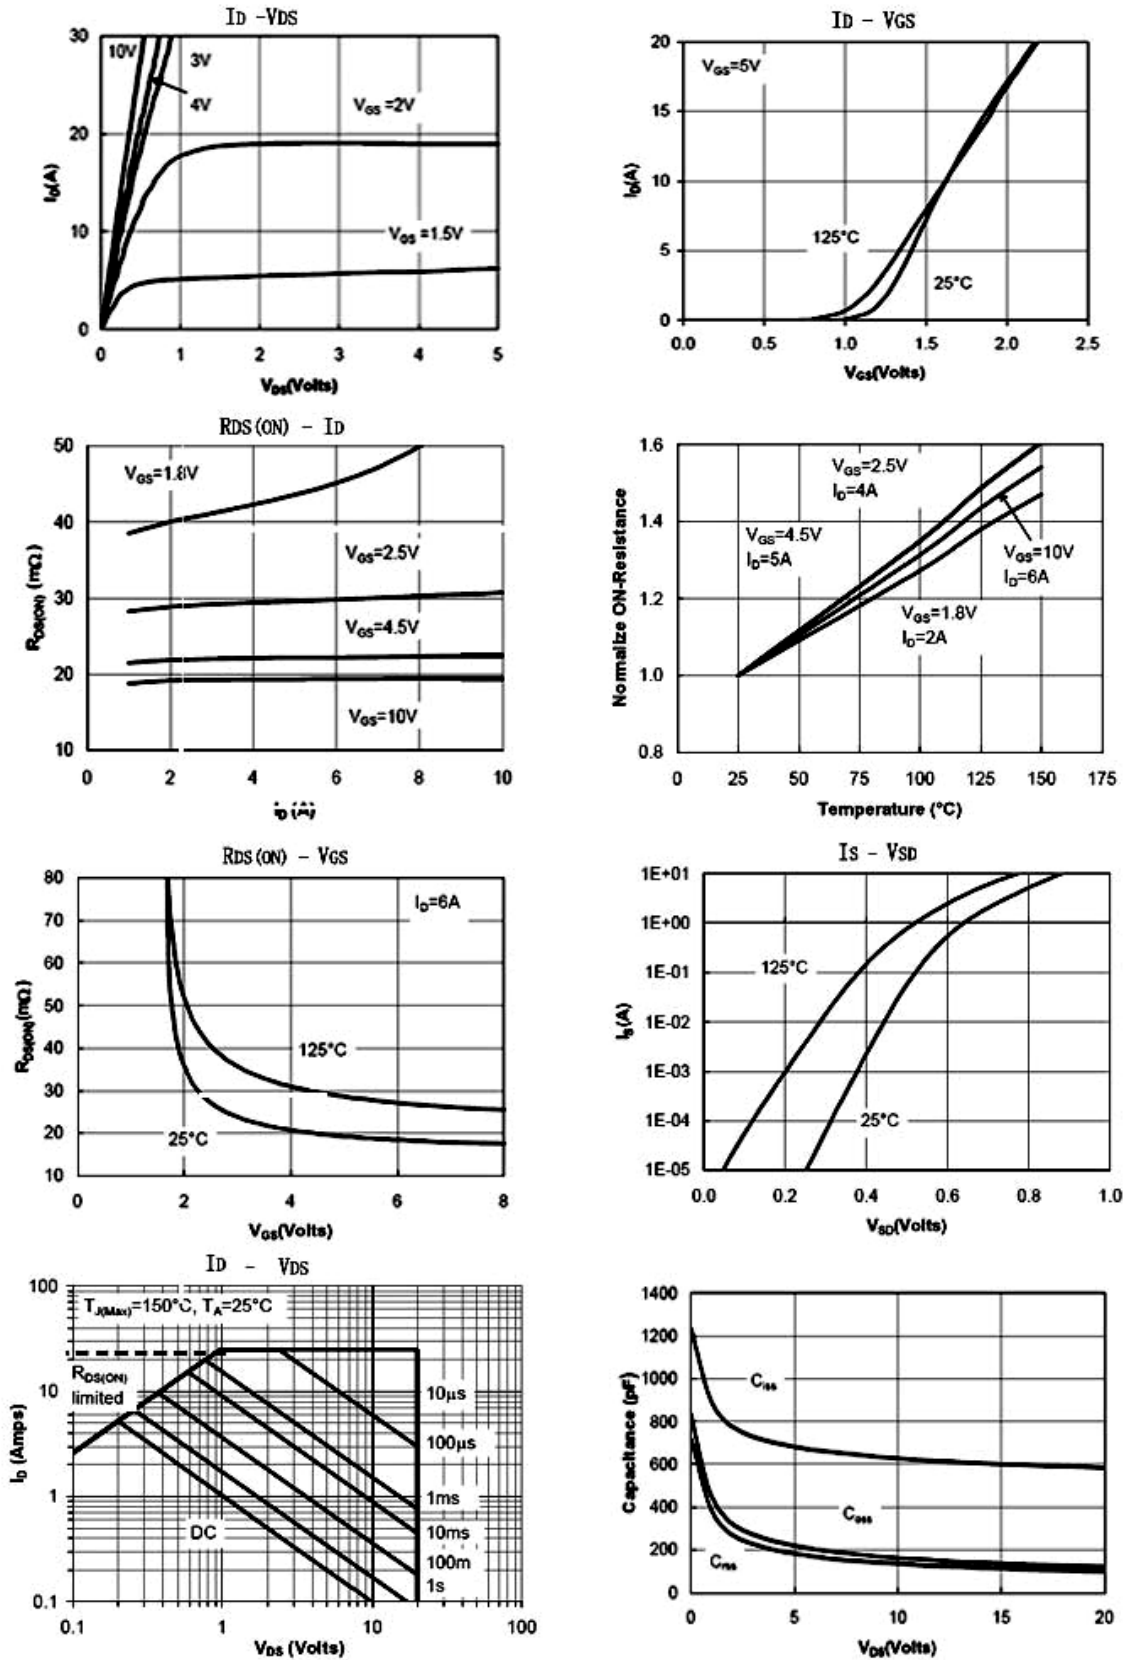 ID -VDS
30
20
10
0
10V
3V
4V
VGS =2V
VGS =1.5V
ID(A)
0 1 2 3 4 5
VDS(Volts)
ID - VGS
20
15
10
5
0
VGS=5V
125°C
25°C
ID(A)
0.0 0.5 1.0 1.5 2.0 2.5
VGS(Volts)
RDS(ON) - ID
50
40
30
20
10
VGS=1.8V
VGS=2.5V
VGS=4.5V
VGS=10V
RDS(ON) (mΩ)
0 2 4 6 8 10
ID (A)
1.6
1.4
1.2
1.0
0.8
VGS=2.5V
ID=4A
VGS=4.5V
ID=5A
VGS=10V
ID=6A
VGS=1.8V
ID=2A
Normalize ON-Resistance
0 25 50 75 100 125 150 175
Temperature (°C)
RDS(ON) - VGS
80
70
60
50
40
30
20
10
ID=6A
125°C
25°C
RDS(ON)(mΩ)
0 2 4 6 8
VGS(Volts)
IS - VSD
1E+01
1E+00
1E-01
1E-02
1E-03
1E-04
1E-05
125°C
25°C
IS(A)
0.0 0.2 0.4 0.6 0.8 1.0
VSD(Volts)
ID - VDS
100
10
1
0.1
TJ(Max)=150°C, TA=25°C
RDS(ON)
limited
10µs
100µs
1ms
10ms
100m
1s
DC
ID (Amps)
0.1 1 10 100
VDS (Volts)
1400
1200
1000
800
600
400
200
0
Ciss
Coss
Crss
Capacitance (pF)
0 5 10 15 20
VDS(Volts)